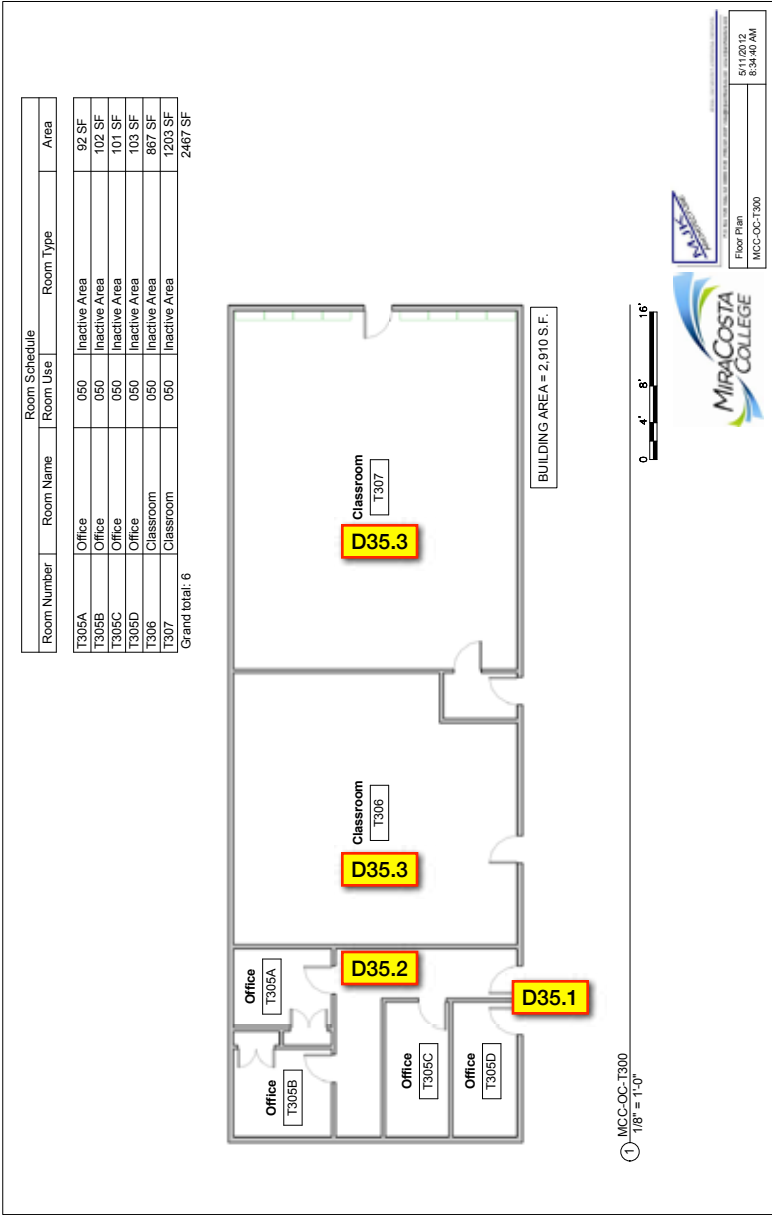 Room Schedule
Room Number Room Name Room Use Room Type Area
T305A Office 050 Inactive Area 92 SF
T305B Office 050 Inactive Area 102 SF
T305C Office 050 Inactive Area 101 SF
T305D Office 050 Inactive Area 103 SF
T306 Classroom 050 Inactive Area 867 SF
T307 Classroom 050 Inactive Area 1203 SF
Grand total: 6 2467 SF
Office
T305A
Office
T305B
Office
T305C
Office
T305D
Classroom
T306
Classroom
T307
D35.3
D35.3
D35.2
D35.1
BUILDING AREA = 2,910 S.F.
0 4' 8' 16'
1 MCC-OC-T300
1/8" = 1'-0"
MIRACOSTA
COLLEGE
MJK
ARCHITECTURE
Floor Plan
MCC-OC-T300
5/11/2012
8:34:40 AM